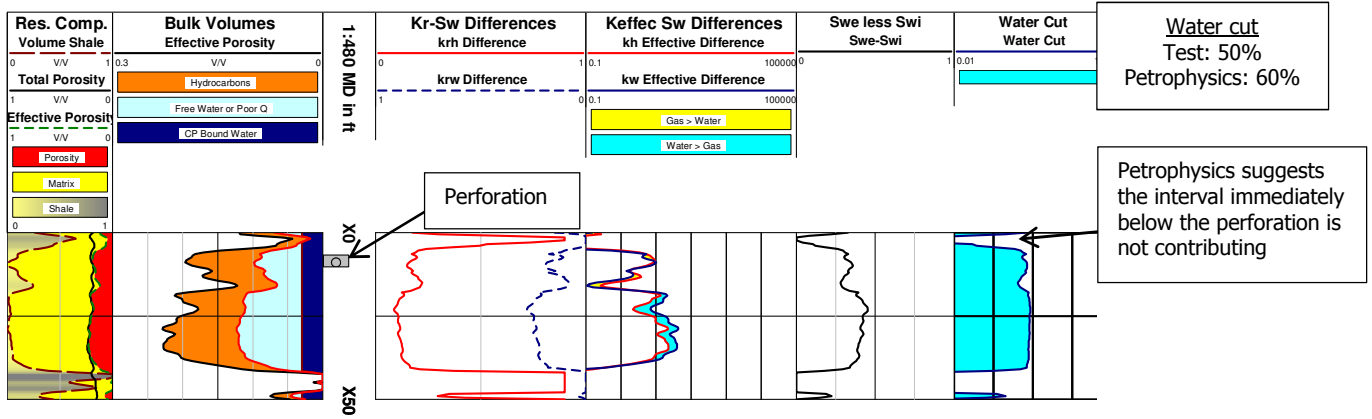 Res. Comp.
Volume Shale
0 V/V 1
Total Porosity
1 V/V 0
Effective Porosity
1 V/V 0
Porosity
Matrix
Shale
0 1
Bulk Volumes
Effective Porosity
0.3 V/V 0
Hydrocarbons
Free Water or Poor Q
CP Bound Water
1:480 MD in ft
Kr-Sw Differences
krh Difference
0 1
krw Difference
1 0
Keffec Sw Differences
kh Effective Difference
0.1 100000
kw Effective Difference
0.1 100000
Gas > Water
Water > Gas
Swe less Swi
Swe-Swi
0 1
Water Cut
Water Cut
0.01
Water cut
Test: 50%
Petrophysics: 60%
Perforation
Petrophysics suggests
the interval immediately
below the perforation is
not contributing
X0
X50